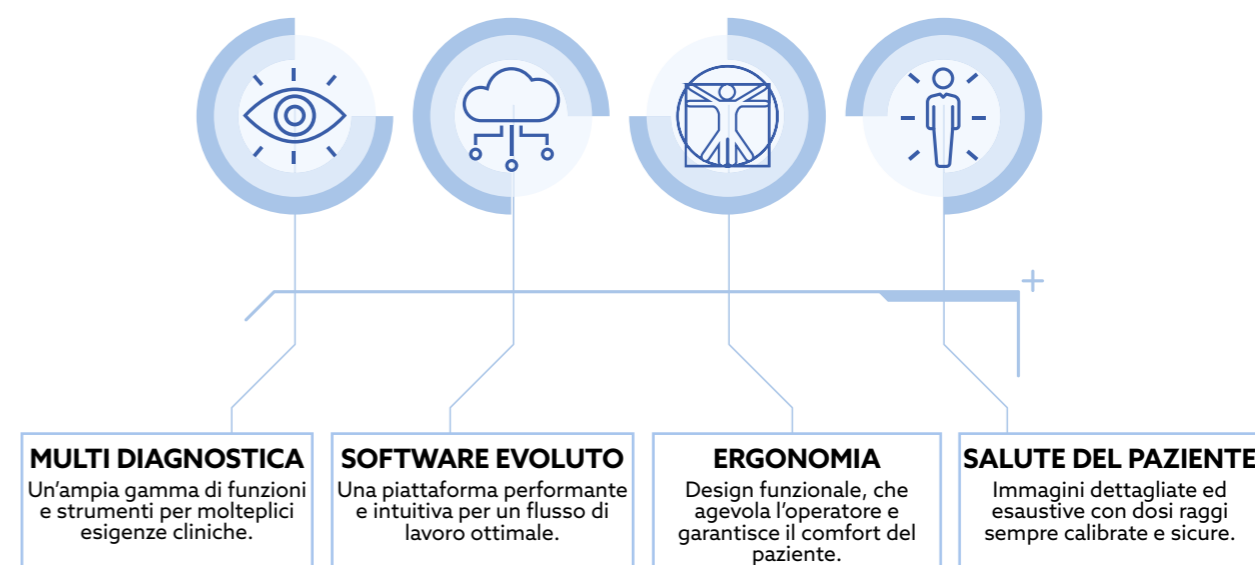 MULTI DIAGNOSTICA
Un’ampia gamma di funzioni
e strumenti per molteplici
esigenze cliniche.
SOFTWARE EVOLUTO
Una piattaforma performante
e intuitiva per un flusso di
lavoro ottimale.
ERGONOMIA
Design funzionale, che
agevola l’operatore e
garantisce il comfort del
paziente.
SALUTE DEL PAZIENTE
Immagini dettagliate ed
esaustive con dosi raggi
sempre calibrate e sicure.